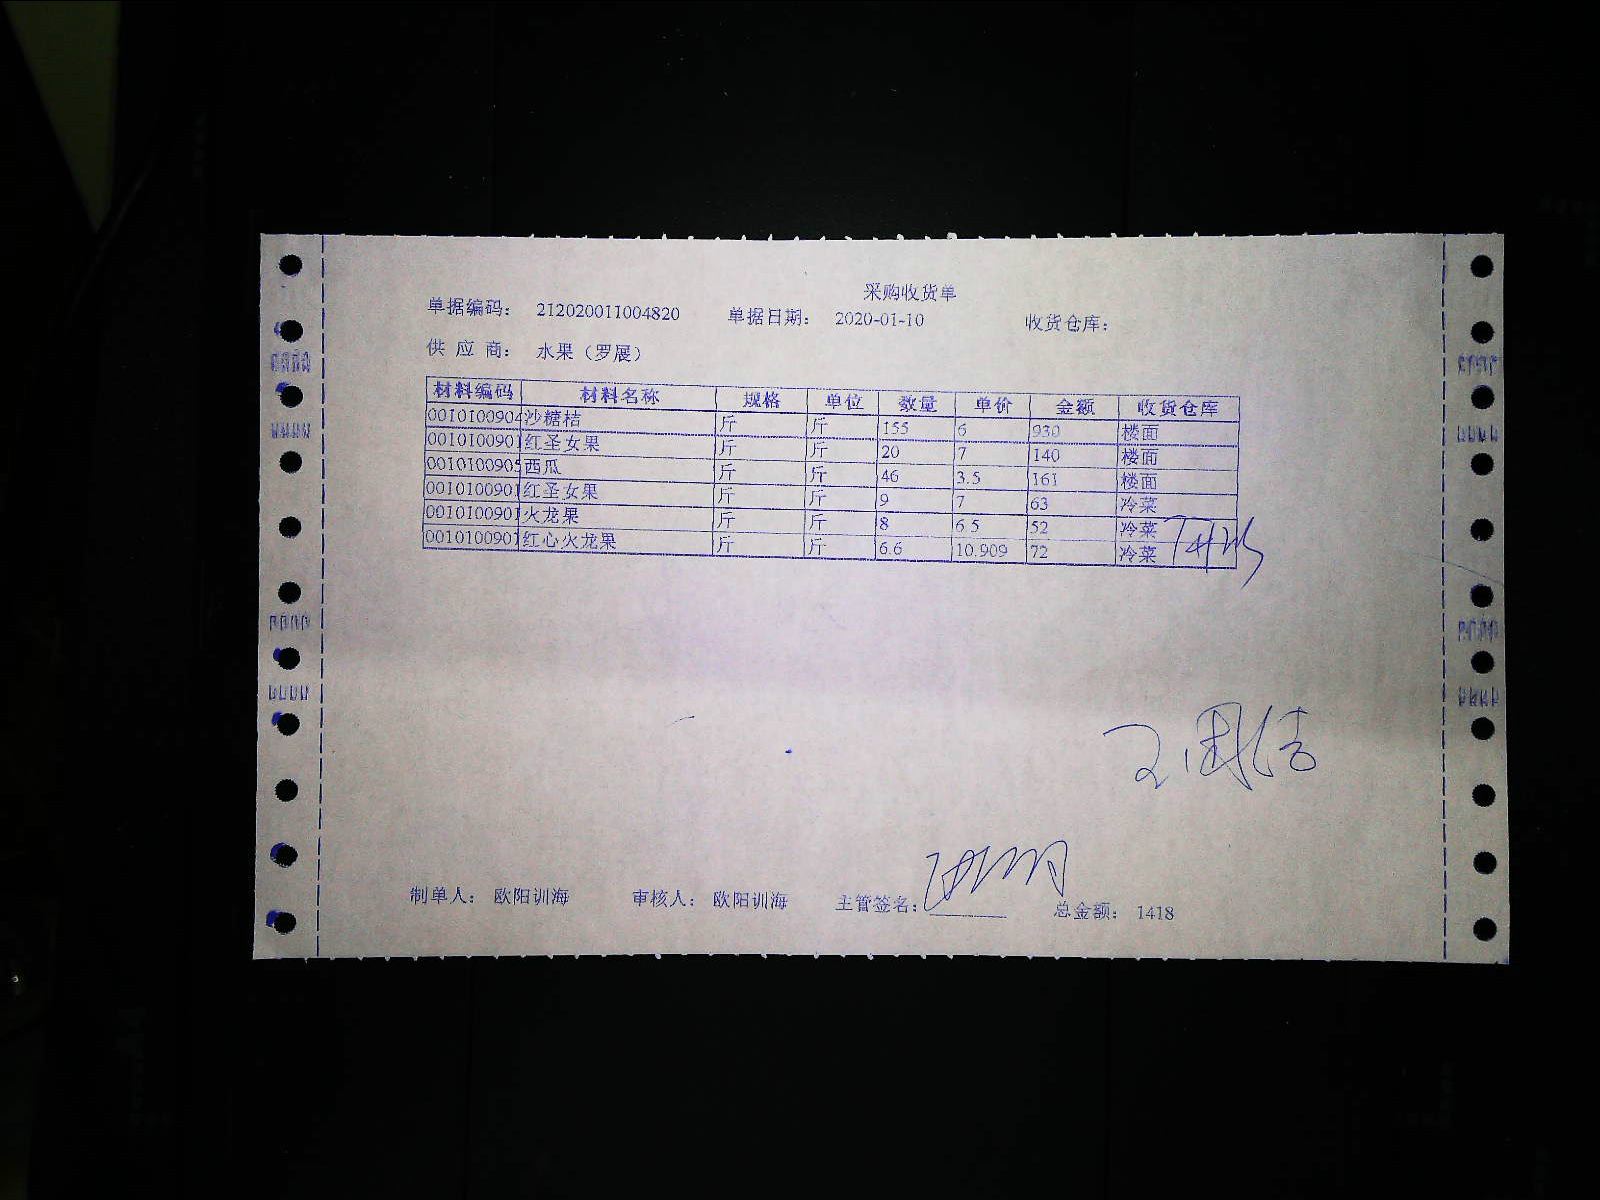 采购收货单
单据编码: 212020011004820 单据日期: 2020-01-10 收货仓库:
供 应 商: 水果（罗展）
材料编码 材料名称 规格 单位 数量 单价 金额 收货仓库
0010100904 沙糖桔 斤 斤 155 6 930 楼面
0010100901 红圣女果 斤 斤 20 7 140 楼面
0010100905 西瓜 斤 斤 46 3.5 161 楼面
0010100901 红圣女果 斤 斤 9 7 63 冷菜
0010100901 火龙果 斤 斤 8 6.5 52 冷菜
0010100901 红心火龙果 斤 斤 6.6 10.909 72 冷菜
制单人: 欧阳训海 审核人: 欧阳训海 主管签名: 总金额: 1418